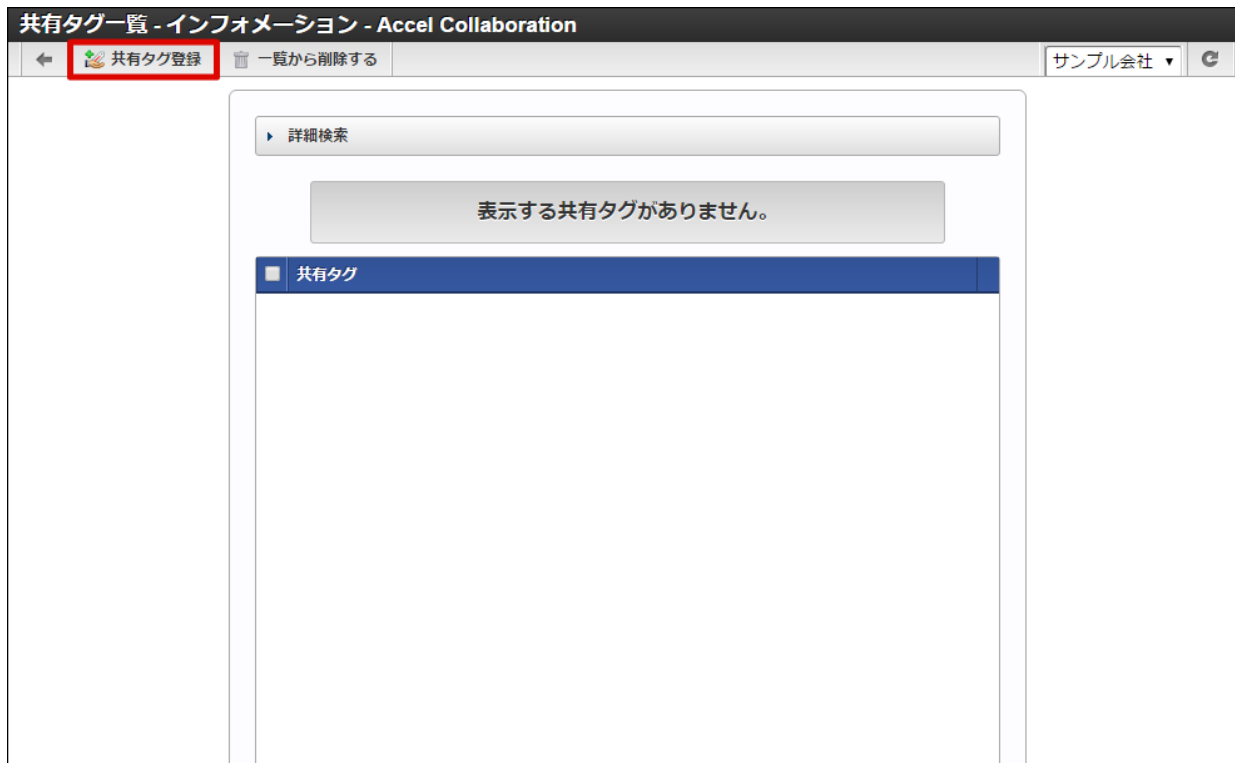 共有タグ一覧 - インフォメーション - Accel Collaboration
共有タグ登録 一覧から削除する サンプル会社
詳細検索
表示する共有タグがありません。
共有タグ